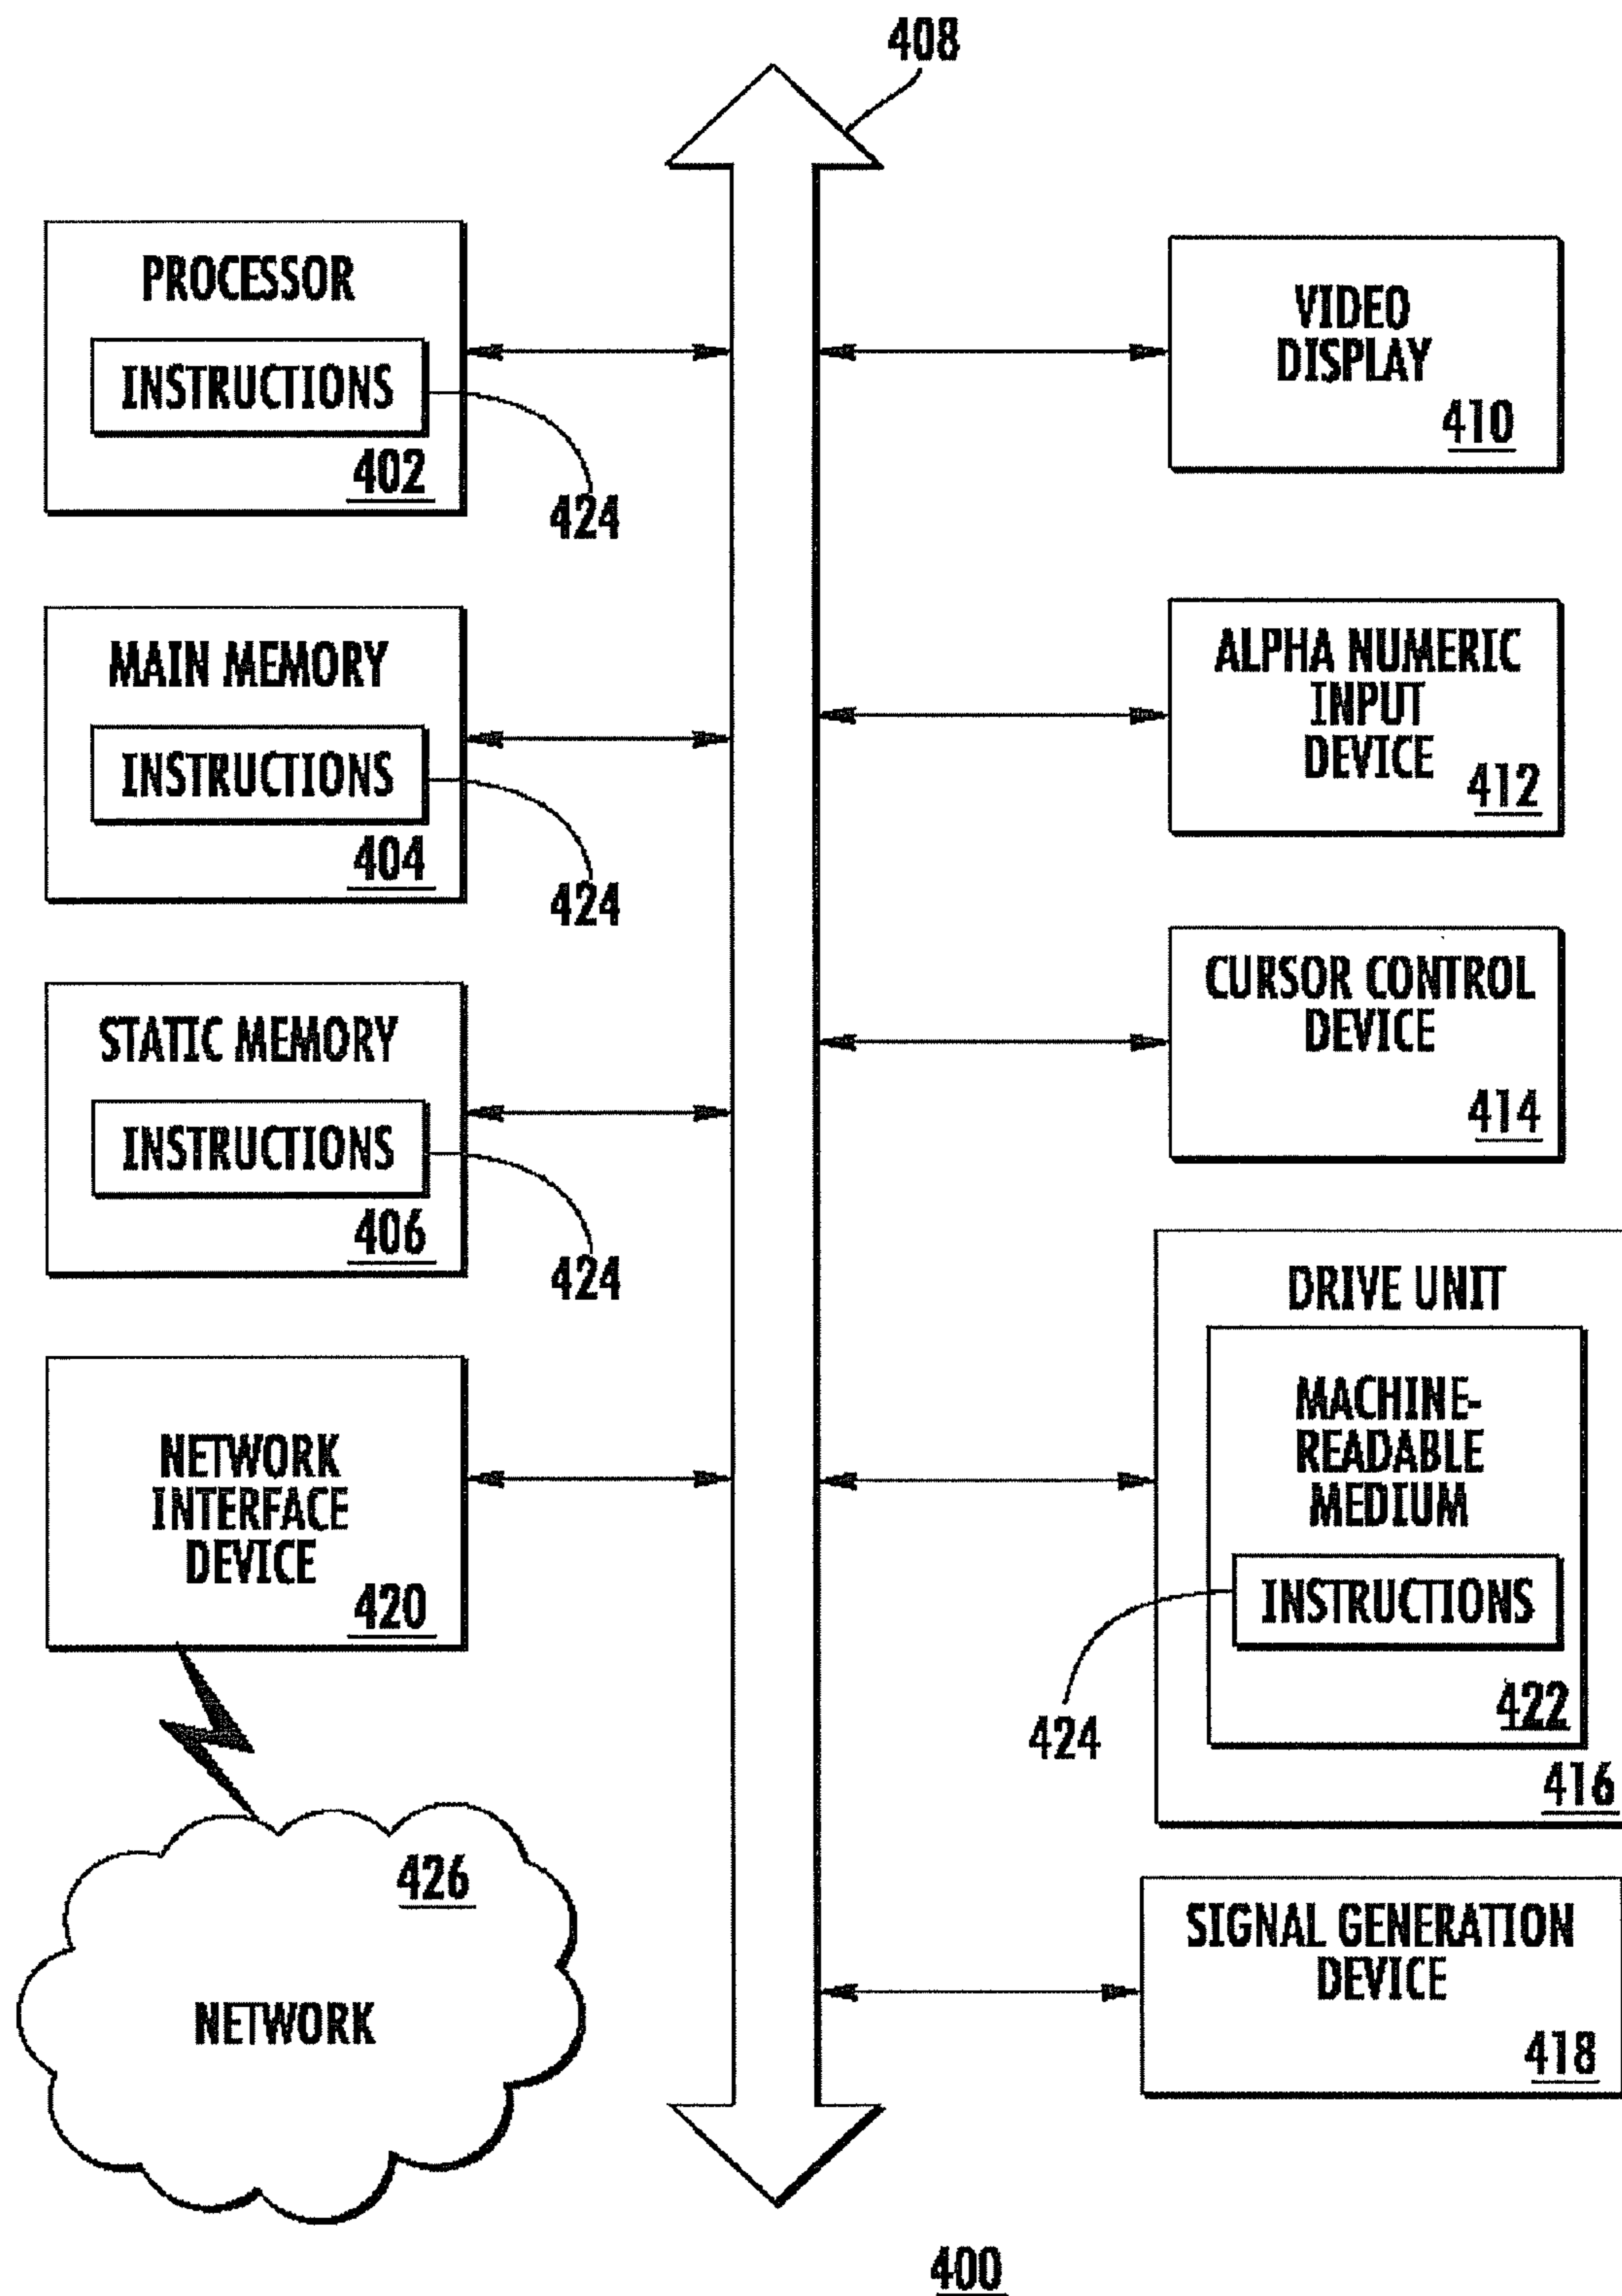 408
PROCESSOR
INSTRUCTIONS
402
424
MAIN MEMORY
INSTRUCTIONS
404
424
STATIC MEMORY
INSTRUCTIONS
406
424
NETWORK
INTERFACE
DEVICE
420
426
NETWORK
VIDEO
DISPLAY
410
ALPHA NUMERIC
INPUT
DEVICE
412
CURSOR CONTROL
DEVICE
414
DRIVE UNIT
MACHINE-
READABLE
MEDIUM
INSTRUCTIONS
422
424
416
SIGNAL GENERATION
DEVICE
418
400